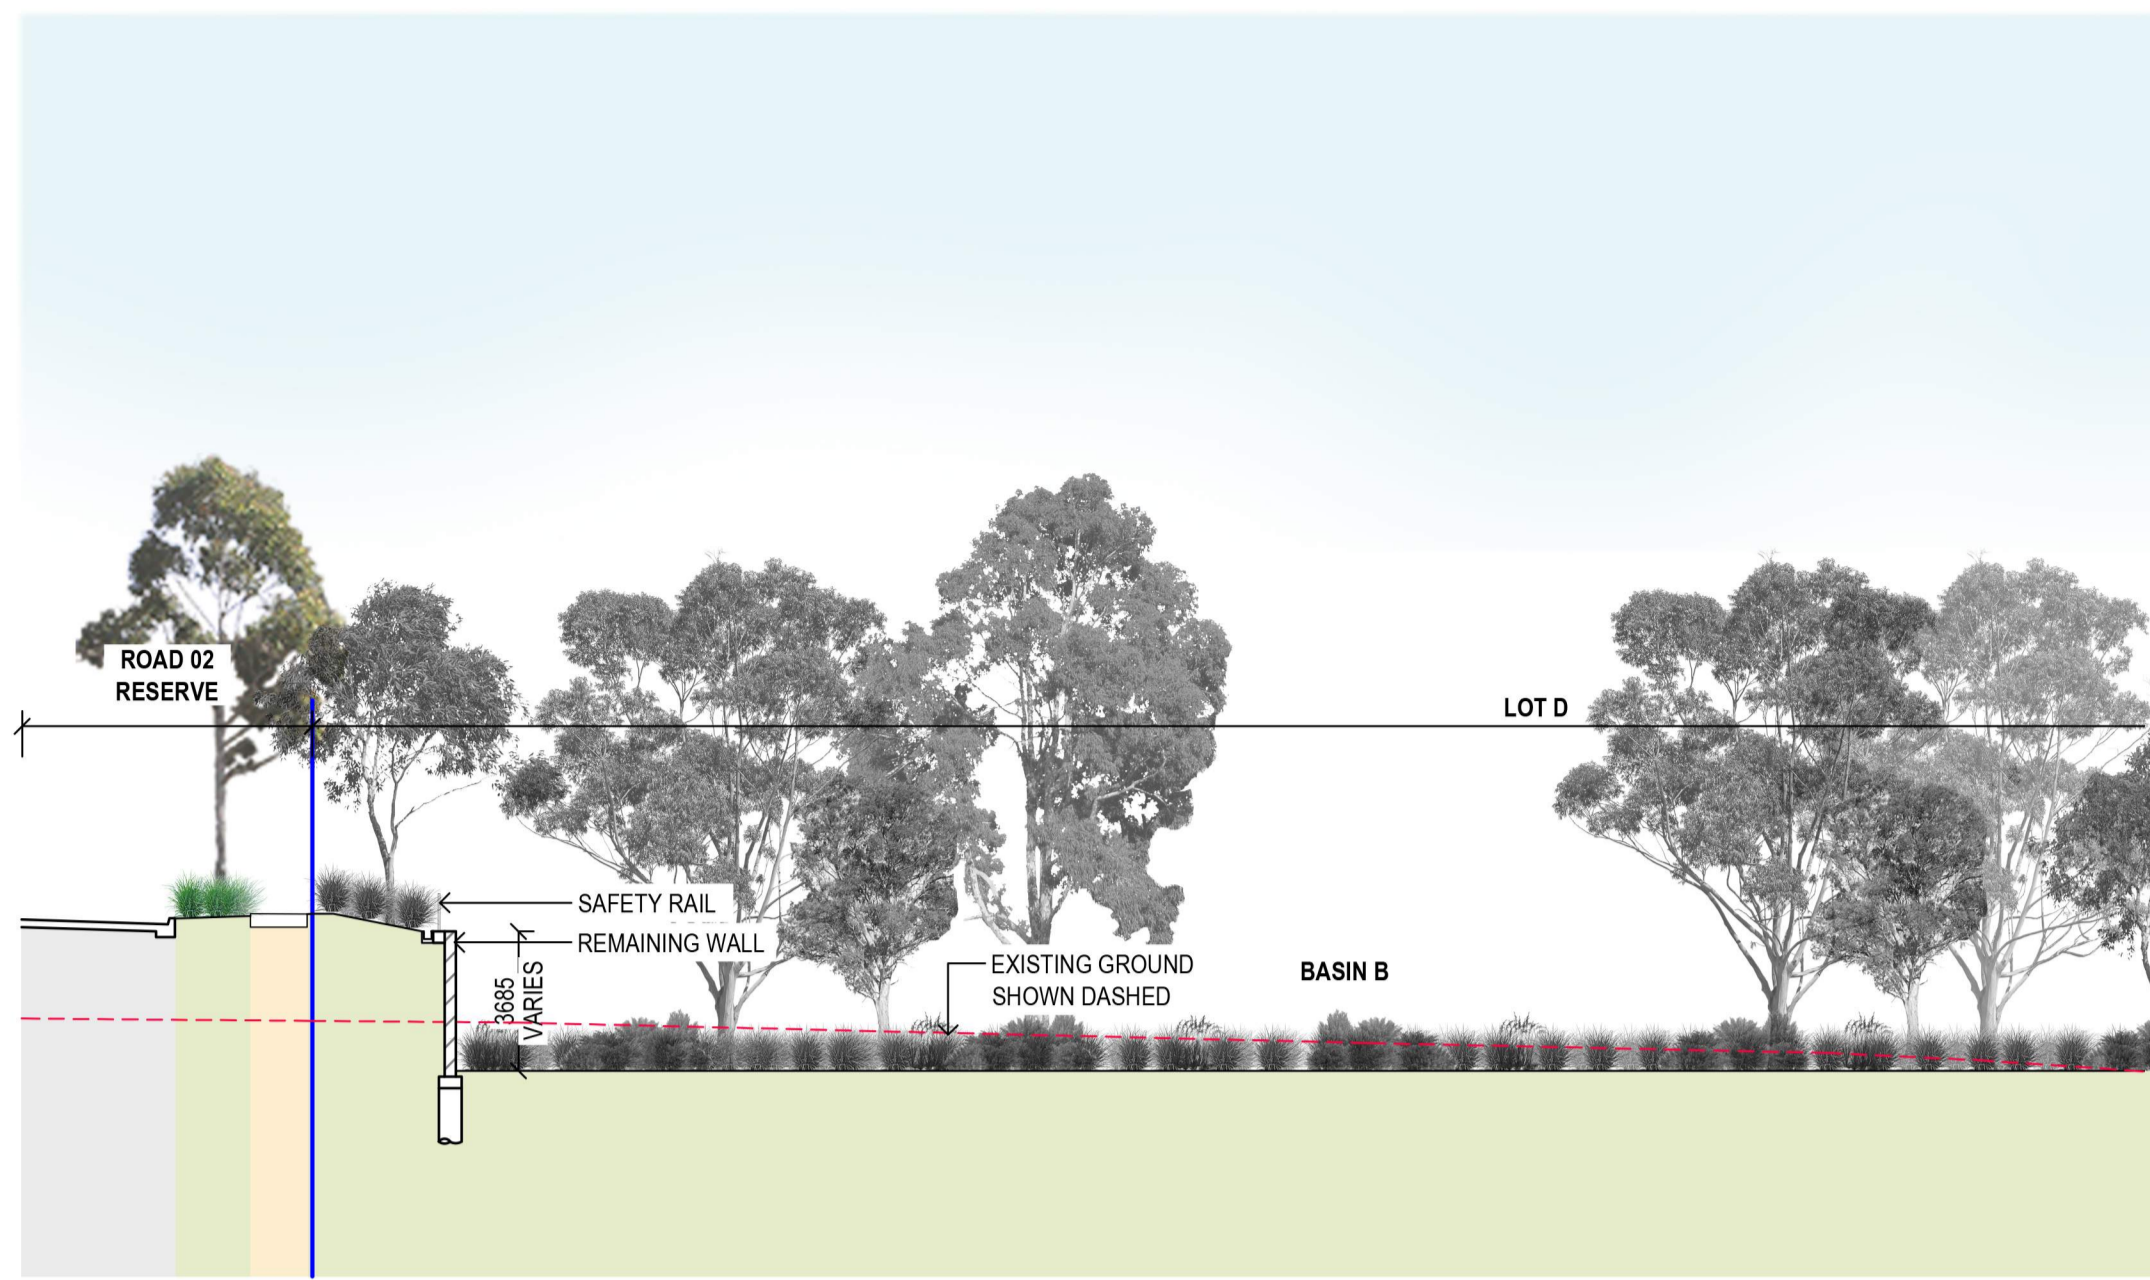 ROAD 02
RESERVE
LOT D
SAFETY RAIL
REMAINING WALL
3685
VARIES
EXISTING GROUND
SHOWN DASHED
BASIN B